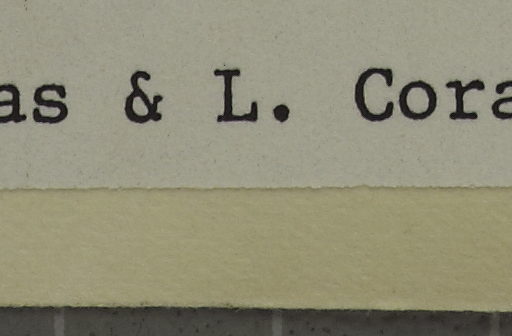 as & L. Cora